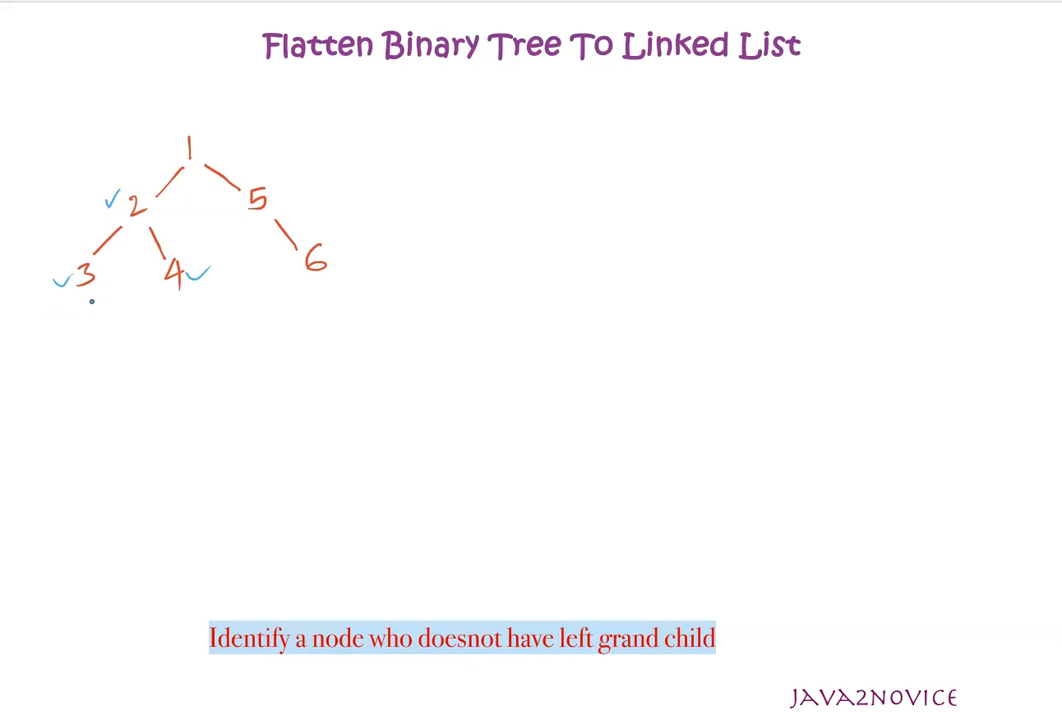 Flatten Binary Tree To Linked List
1
2 5
3 4 6
Identify a node who doesnot have left grand child
JAVA2NOVICE